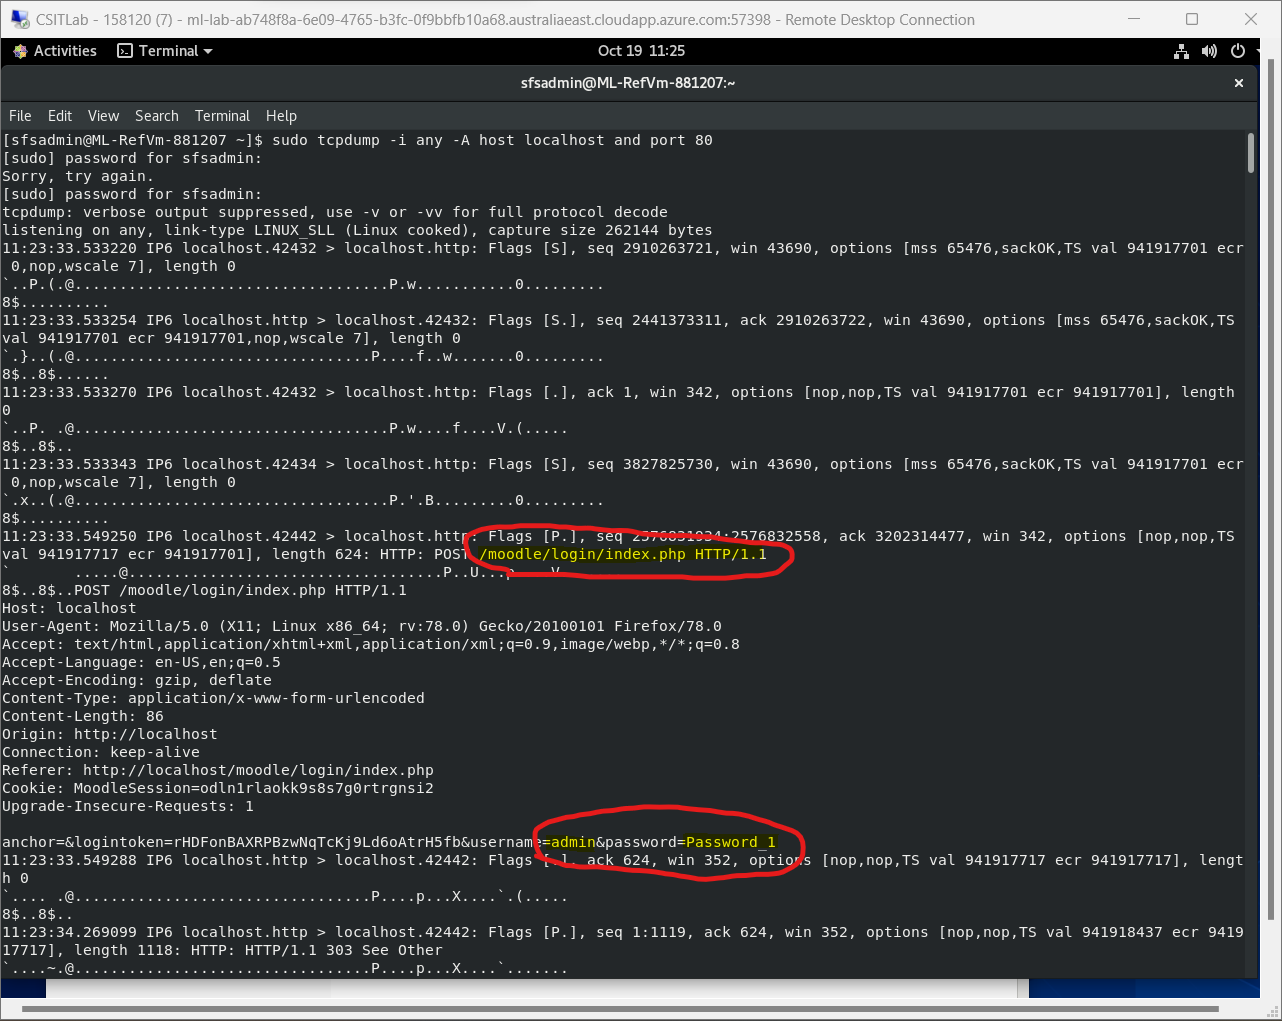 CSITLab - 158120 (7) - ml-lab-ab748f8a-6e09-4765-b3fc-0f9bbfb10a68.australiaeast.cloudapp.azure.com:57398 - Remote Desktop Connection
Activities Terminal Oct 19 11:25
sfsadmin@ML-RefVm-881207:~
File Edit View Search Terminal Help
[sfsadmin@ML-RefVm-881207 ~]$ sudo tcpdump -i any -A host localhost and port 80
[sudo] password for sfsadmin:
Sorry, try again.
[sudo] password for sfsadmin:
tcpdump: verbose output suppressed, use -v or -vv for full protocol decode
listening on any, link-type LINUX_SLL (Linux cooked), capture size 262144 bytes
11:23:33.533220 IP6 localhost.42432 > localhost.http: Flags [S], seq 2910263721, win 43690, options [mss 65476,sackOK,TS val 941917701 ecr
 0,nop,wscale 7], length 0
`..P.(.@...................................P.w...........0.........
8$..........
11:23:33.533254 IP6 localhost.http > localhost.42432: Flags [S.], seq 2441373311, ack 2910263722, win 43690, options [mss 65476,sackOK,TS
val 941917701 ecr 941917701,nop,wscale 7], length 0
`.}..(.@.................................P....f..w.......0.........
8$..8$......
11:23:33.533270 IP6 localhost.42432 > localhost.http: Flags [.], ack 1, win 342, options [nop,nop,TS val 941917701 ecr 941917701], length
0
`..P. .@...................................P.w....f....V.(.....
8$..8$..
11:23:33.533343 IP6 localhost.42434 > localhost.http: Flags [S], seq 3827825730, win 43690, options [mss 65476,sackOK,TS val 941917701 ecr
 0,nop,wscale 7], length 0
`.x..(.@...................................P.'.B.........0.........
8$..........
11:23:33.549250 IP6 localhost.42442 > localhost.http: Flags [P.], seq 2576831934:2576832558, ack 3202314477, win 342, options [nop,nop,TS
val 941917717 ecr 941917701], length 624: HTTP: POST /moodle/login/index.php HTTP/1.1
`       .....@...................................P..U...p....V
8$..8$..POST /moodle/login/index.php HTTP/1.1
Host: localhost
User-Agent: Mozilla/5.0 (X11; Linux x86_64; rv:78.0) Gecko/20100101 Firefox/78.0
Accept: text/html,application/xhtml+xml,application/xml;q=0.9,image/webp,*/*;q=0.8
Accept-Language: en-US,en;q=0.5
Accept-Encoding: gzip, deflate
Content-Type: application/x-www-form-urlencoded
Content-Length: 86
Origin: http://localhost
Connection: keep-alive
Referer: http://localhost/moodle/login/index.php
Cookie: MoodleSession=odln1rlaokk9s8s7g0rtrgnsi2
Upgrade-Insecure-Requests: 1
anchor=&logintoken=rHDFonBAXRPBzwNqTcKj9Ld6oAtrH5fb&username=admin&password=Password_1
11:23:33.549288 IP6 localhost.http > localhost.42442: Flags [.], ack 624, win 352, options [nop,nop,TS val 941917717 ecr 941917717], lengt
h 0
`.... .@.................................P....p...X....`.(.....
8$..8$..
11:23:34.269099 IP6 localhost.http > localhost.42442: Flags [P.], seq 1:1119, ack 624, win 352, options [nop,nop,TS val 941918437 ecr 9419
17717], length 1118: HTTP: HTTP/1.1 303 See Other
`....~.@.................................P....p...X....`.......